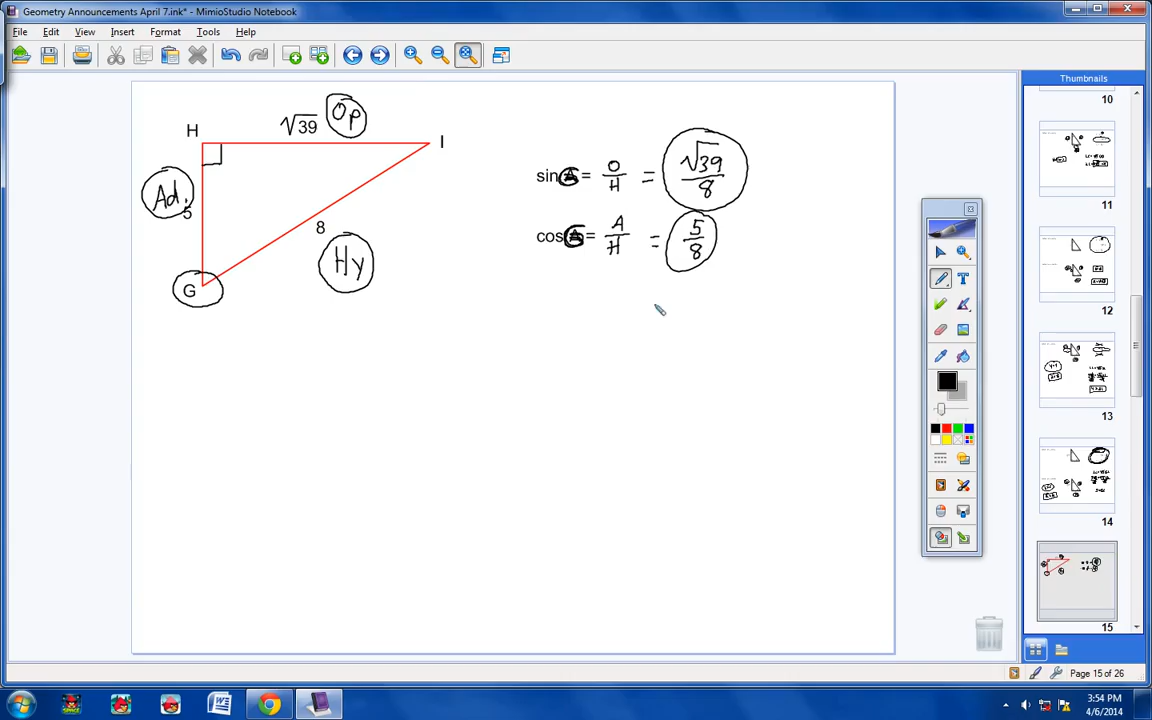 Geometry Announcements April 7.ink* - MimioStudio Notebook
File Edit View Insert Format Tools Help
Thumbnails
10
11
12
13
14
15
√39 Op
H
I
Ad.
5
8
Hy
G
sin = O/H = √39/8
cos = A/H = 5/8
Page 15 of 26
3:54 PM
4/6/2014